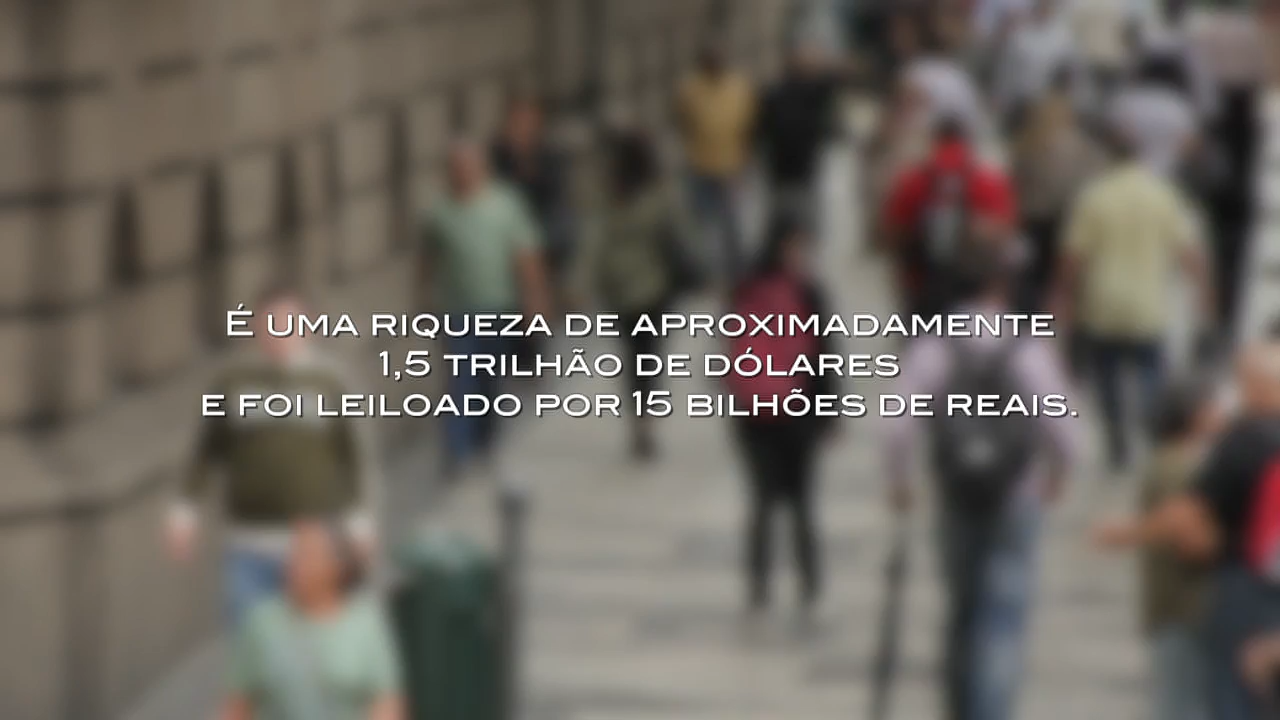 É UMA RIQUEZA DE APROXIMADAMENTE
1,5 TRILHÃO DE DÓLARES
E FOI LEILOADO POR 15 BILHÕES DE REAIS.